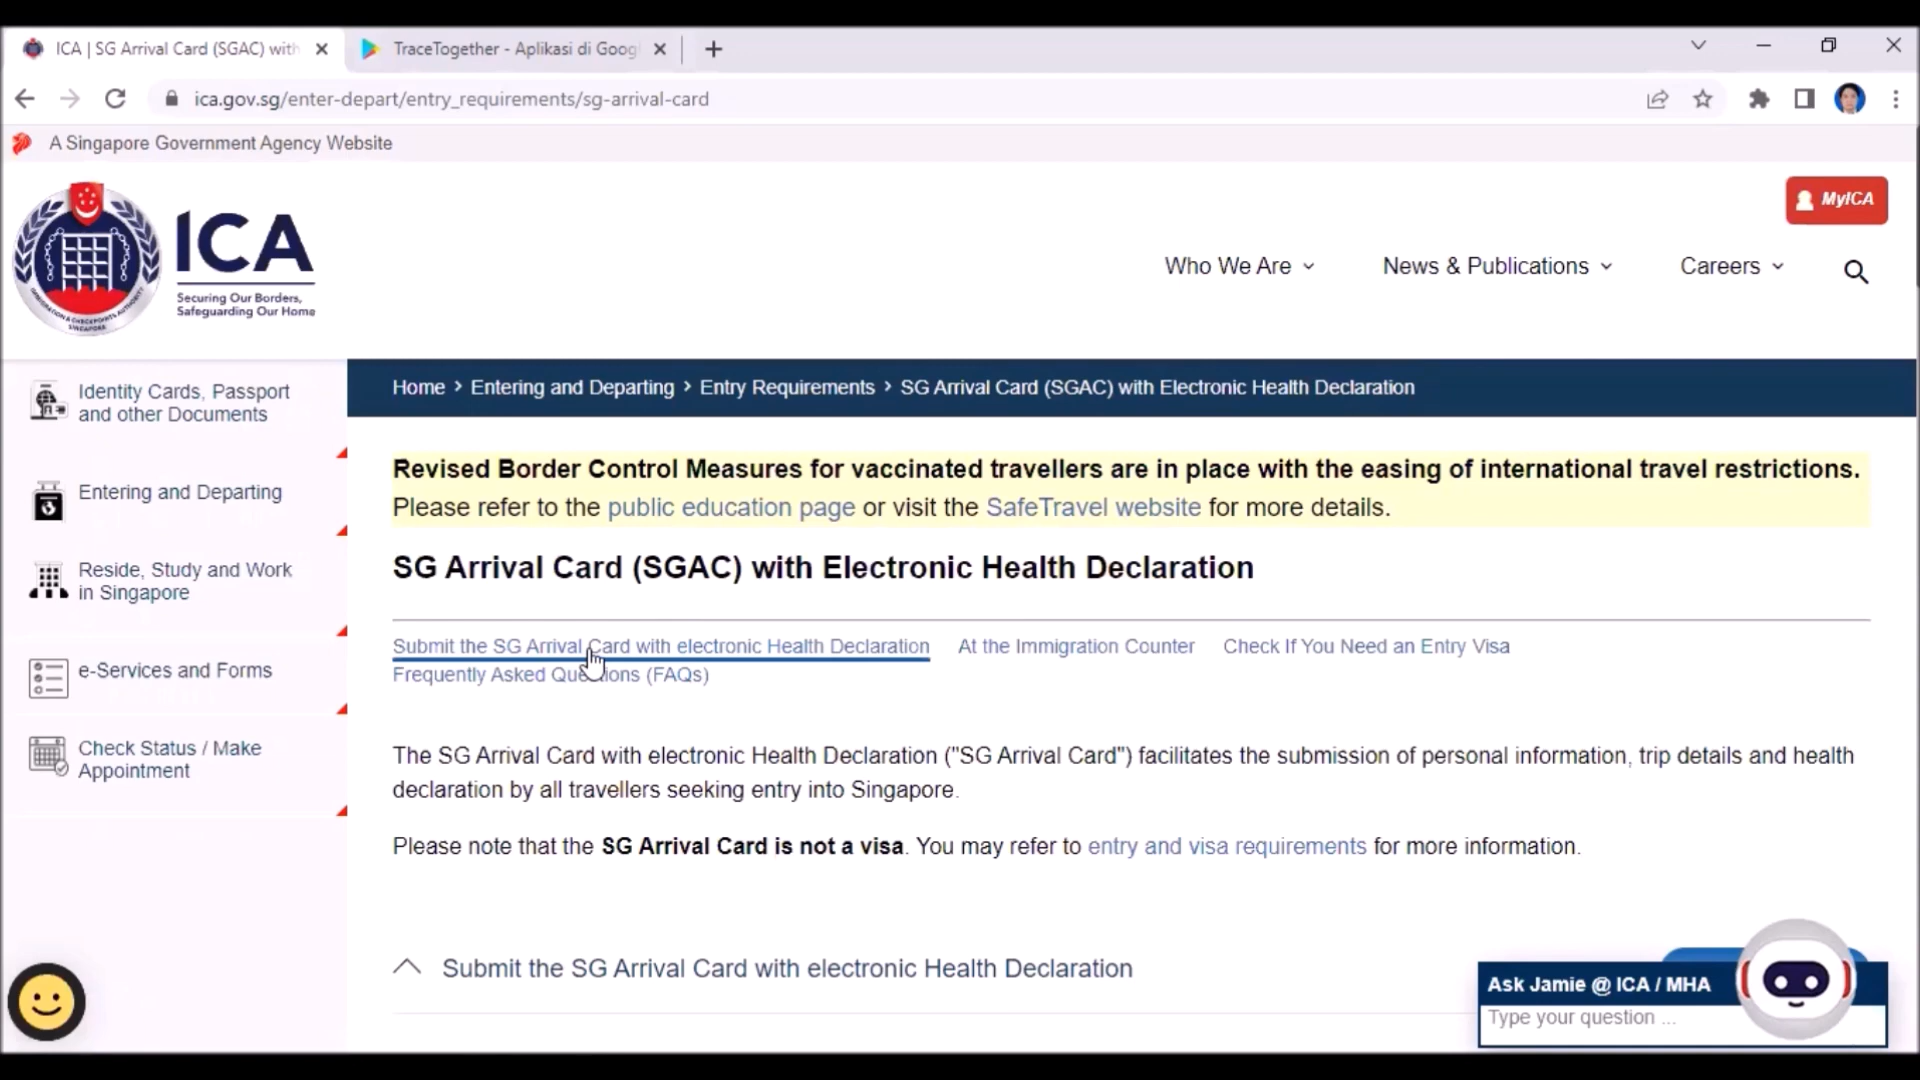 ICA | SG Arrival Card (SGAC) with
TraceTogether - Aplikasi di Goog
ica.gov.sg/enter-depart/entry_requirements/sg-arrival-card
A Singapore Government Agency Website
MyICA
ICA
Securing Our Borders,
Safeguarding Our Home
IMMIGRATION & CHECKPOINTS AUTHORITY
SINGAPORE
Who We Are
News & Publications
Careers
Identity Cards, Passport
and other Documents
Entering and Departing
Reside, Study and Work
in Singapore
e-Services and Forms
Check Status / Make
Appointment
Home > Entering and Departing > Entry Requirements > SG Arrival Card (SGAC) with Electronic Health Declaration
Revised Border Control Measures for vaccinated travellers are in place with the easing of international travel restrictions.
Please refer to the public education page or visit the SafeTravel website for more details.
SG Arrival Card (SGAC) with Electronic Health Declaration
Submit the SG Arrival Card with electronic Health Declaration At the Immigration Counter Check If You Need an Entry Visa
Frequently Asked Questions (FAQs)
The SG Arrival Card with electronic Health Declaration ("SG Arrival Card") facilitates the submission of personal information, trip details and health
declaration by all travellers seeking entry into Singapore.
Please note that the SG Arrival Card is not a visa. You may refer to entry and visa requirements for more information.
Submit the SG Arrival Card with electronic Health Declaration
Ask Jamie @ ICA / MHA
Type your question ...